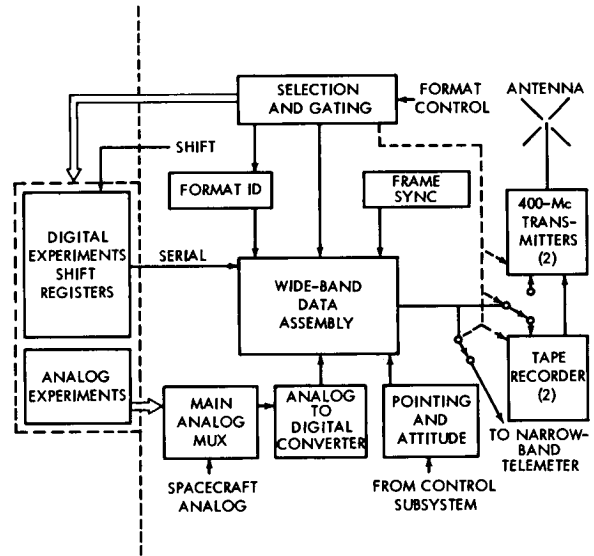 SELECTION
AND GATING
FORMAT
CONTROL
ANTENNA
SHIFT
FORMAT ID
FRAME
SYNC
400-Mc
TRANS-
MITTERS
(2)
DIGITAL
EXPERIMENTS
SHIFT
REGISTERS
SERIAL
WIDE-BAND
DATA
ASSEMBLY
ANALOG
EXPERIMENTS
MAIN
ANALOG
MUX
ANALOG
TO
DIGITAL
CONVERTER
POINTING
AND
ATTITUDE
TAPE
RECORDER
(2)
TO NARROW-
BAND
TELEMETER
SPACECRAFT
ANALOG
FROM CONTROL
SUBSYSTEM